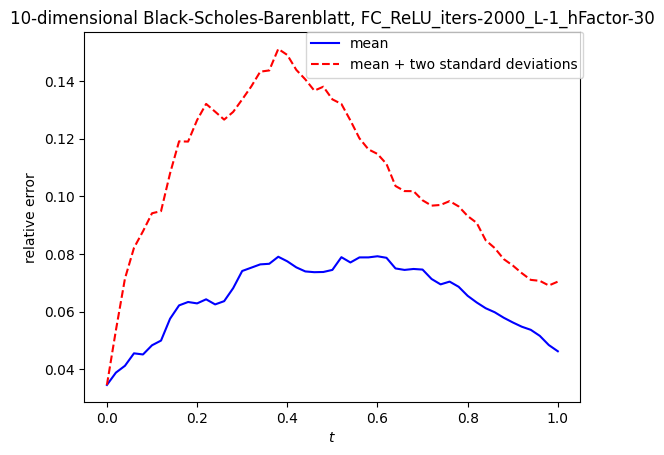 10-dimensional Black-Scholes-Barenblatt, FC_ReLU_iters-2000_L-1_hFactor-30
mean
mean + two standard deviations
0.14
0.12
0.10
0.08
0.06
0.04
relative error
0.0
0.2
0.4
0.6
0.8
1.0
t